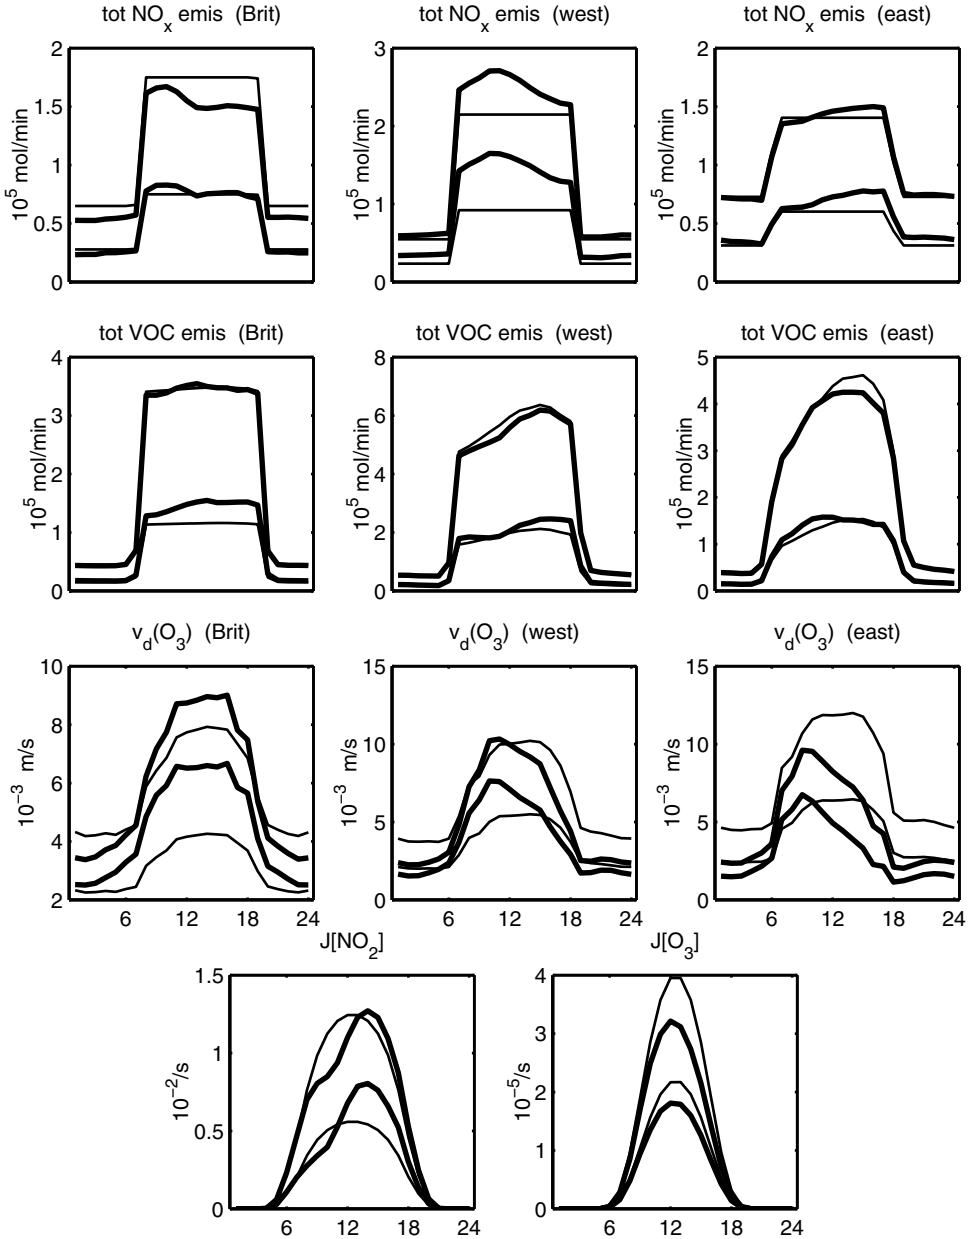 tot NOx emis (Brit)
tot NOx emis (west)
tot NOx emis (east)
10^5 mol/min
2
1.5
1
0.5
0
10^5 mol/min
3
2
1
0
10^5 mol/min
2
1.5
1
0.5
0
tot VOC emis (Brit)
tot VOC emis (west)
tot VOC emis (east)
10^5 mol/min
4
3
2
1
0
10^5 mol/min
8
6
4
2
0
10^5 mol/min
5
4
3
2
1
0
vd(O3) (Brit)
vd(O3) (west)
vd(O3) (east)
10^−3 m/s
10
8
6
4
2
6 12 18 24
10^−3 m/s
15
10
5
0
6 12 18 24
10^−3 m/s
15
10
5
0
6 12 18 24
J[NO2]
J[O3]
10^−2/s
1.5
1
0.5
0
6 12 18 24
10^−5/s
4
3
2
1
0
6 12 18 24